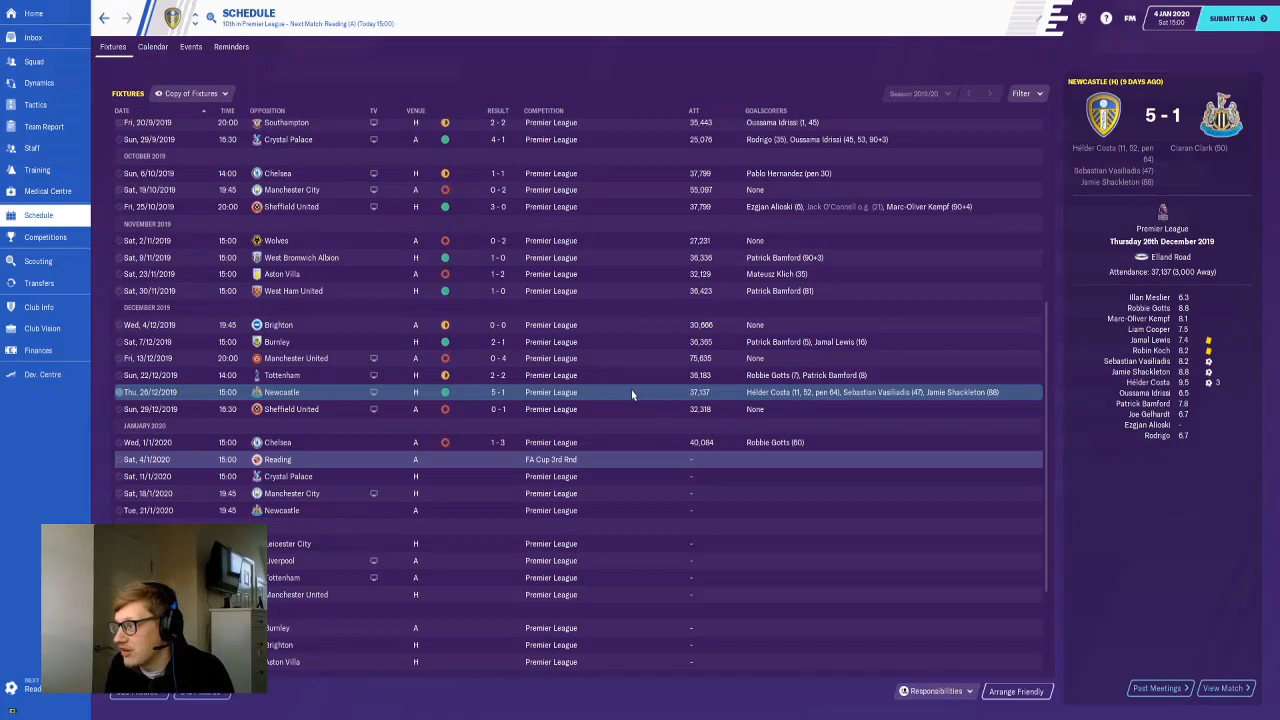 Home
Inbox
Squad
Dynamics
Tactics
Team Report
Staff
Training
Medical Centre
Schedule
Competitions
Scouting
Transfers
Club Info
Club Vision
Finances
Dev. Centre
SCHEDULE
10th in Premier League - Next Match: Reading (A) (Today 15:00)
? FM
4 JAN 2020
Sat 15:00
SUBMIT TEAM
Fixtures Calendar Events Reminders
FIXTURES Copy of Fixtures Season 2019/20 Filter
DATE TIME OPPOSITION TV VENUE RESULT COMPETITION ATT GOALSCORERS
Fri, 20/9/2019 20:00 Southampton H 2 - 2 Premier League 35,443 Oussama Idrissi (1, 45)
Sun, 29/9/2019 16:30 Crystal Palace A 4 - 1 Premier League 25,076 Rodrigo (35), Oussama Idrissi (45, 53, 90+3)
OCTOBER 2019
Sun, 6/10/2019 14:00 Chelsea H 1 - 1 Premier League 37,799 Pablo Hernandez (pen 30)
Sat, 19/10/2019 19:45 Manchester City A 0 - 2 Premier League 55,097 None
Fri, 25/10/2019 20:00 Sheffield United H 3 - 0 Premier League 37,799 Ezgjan Alioski (6), Jack O'Connell o.g (21), Marc-Oliver Kempf (90+4)
NOVEMBER 2019
Sat, 2/11/2019 15:00 Wolves A 0 - 2 Premier League 27,231 None
Sat, 9/11/2019 15:00 West Bromwich Albion H 1 - 0 Premier League 36,336 Patrick Bamford (90+3)
Sat, 23/11/2019 15:00 Aston Villa A 1 - 2 Premier League 32,129 Mateusz Klich (35)
Sat, 30/11/2019 15:00 West Ham United H 1 - 0 Premier League 36,423 Patrick Bamford (81)
DECEMBER 2019
Wed, 4/12/2019 19:45 Brighton A 0 - 0 Premier League 30,666 None
Sat, 7/12/2019 15:00 Burnley H 2 - 1 Premier League 36,365 Patrick Bamford (5), Jamal Lewis (16)
Fri, 13/12/2019 20:00 Manchester United A 0 - 4 Premier League 75,635 None
Sun, 22/12/2019 14:00 Tottenham H 2 - 2 Premier League 36,183 Robbie Gotts (7), Patrick Bamford (8)
Thu, 26/12/2019 15:00 Newcastle H 5 - 1 Premier League 37,137 Hélder Costa (11, 52, pen 64), Sebastian Vasiliadis (47), Jamie Shackleton (88)
Sun, 29/12/2019 16:30 Sheffield United A 0 - 1 Premier League 32,318 None
JANUARY 2020
Wed, 1/1/2020 15:00 Chelsea A 1 - 3 Premier League 40,084 Robbie Gotts (60)
Sat, 4/1/2020 15:00 Reading A FA Cup 3rd Rnd -
Sat, 11/1/2020 15:00 Crystal Palace H Premier League -
Sat, 18/1/2020 19:45 Manchester City H Premier League -
Tue, 21/1/2020 19:45 Newcastle A Premier League -
Leicester City H Premier League -
Liverpool A Premier League -
Tottenham A Premier League -
Manchester United H Premier League -
Burnley A Premier League -
Brighton H Premier League -
Aston Villa H Premier League -
Responsibilities Arrange Friendly
NEWCASTLE (H) (9 DAYS AGO)
5 - 1
Hélder Costa (11, 52, pen Ciaran Clark (50)
64)
Sebastian Vasiliadis (47)
Jamie Shackleton (88)
Premier League
Thursday 26th December 2019
Elland Road
Attendance: 37,137 (3,000 Away)
Illan Meslier 6.3
Robbie Gotts 8.8
Marc-Oliver Kempf 8.1
Liam Cooper 7.5
Jamal Lewis 7.4
Robin Koch 8.2
Sebastian Vasiliadis 8.2
Jamie Shackleton 8.8
Hélder Costa 9.5 3
Oussama Idrissi 6.5
Patrick Bamford 7.8
Joe Gelhardt 6.7
Ezgjan Alioski -
Rodrigo 6.7
Past Meetings View Match